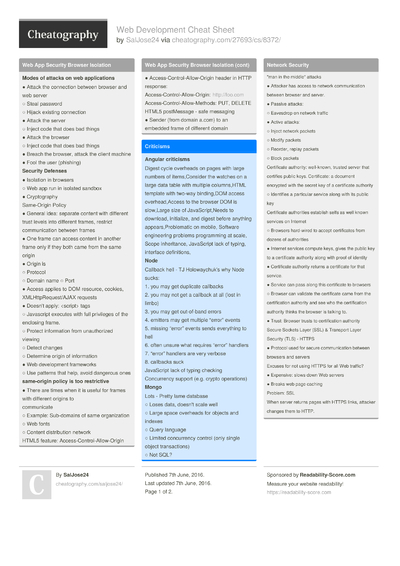 Cheatography
Web Development Cheat Sheet
by SaiJose24 via cheatography.com/27693/cs/8372/
Web App Security Browser Isolation
Modes of attack on web applications
● Attack the connection between browser and
web server
○ Steal password
○ Hijack existing connection
● Attack the server
○ Inject code that does bad things
● Attack the browser
○ Inject code that does bad things
● Breach the browser, attack the client machine
● Fool the user (phishing)
Security Defenses
● Isolation in browsers
○ Web app run in isolated sandbox
● Cryptography
Same-Origin Policy
● General idea: separate content with different
trust levels into different frames, restrict
communication between frames
● One frame can access content in another
frame only if they both came from the same
origin
● Origin is
○ Protocol
○ Domain name ○ Port
● Access applies to DOM resource, cookies,
XMLHttpRequest/AJAX requests
● Doesn't apply: <script> tags
○ Javascript executes with full privileges of the
enclosing frame.
○ Protect information from unauthorized
viewing
○ Detect changes
○ Determine origin of information
● Web development frameworks
○ Use patterns that help, avoid dangerous ones
same-origin policy is too restrictive
● There are times when it is useful for frames
with different origins to
communicate
○ Example: Sub-domains of same organization
○ Web fonts
○ Content distribution network
HTML5 feature: Access-Control-Allow-Origin
Web App Security Browser Isolation (cont)
● Access-Control-Allow-Origin header in HTTP
response:
Access-Control-Allow-Origin: http://foo.com
Access-Control-Allow-Methods: PUT, DELETE
HTML5 postMessage - safe messaging
● Sender (from domain a.com) to an
embedded frame of different domain
Criticisms
Angular criticisms
Digest cycle overheads on pages with large
numbers of items,Consider the watches on a
large data table with multiple columns,HTML
template with two-way binding,DOM access
overhead,Access to the browser DOM is
slow,Large size of JavaScript,Needs to
download, initialize, and digest before anything
appears,Problematic on mobile, Software
engineering problems programming at scale,
Scope inheritance, JavaScript lack of typing,
interface definitions,
Node
Callback hell - TJ Holowaychuk's why Node
sucks:
1. you may get duplicate callbacks
2. you may not get a callback at all (lost in
limbo)
3. you may get out-of-band errors
4. emitters may get multiple "error" events
5. missing "error" events sends everything to
hell
6. often unsure what requires "error" handlers
7. "error" handlers are very verbose
8. callbacks suck
JavaScript lack of typing checking
Concurrency support (e.g. crypto operations)
Mongo
Lots - Pretty lame database
○ Loses data, doesn't scale well
○ Large space overheads for objects and
indexes
○ Query language
○ Limited concurrency control (only single
object transactions)
○ Not SQL?
Network Security
"man in the middle" attacks
● Attacker has access to network communication
between browser and server
● Passive attacks:
○ Eavesdrop on network traffic
● Active attacks
○ Inject network packets
○ Modify packets
○ Reorder, replay packets
○ Block packets
Certificate authority: well-known, trusted server that
certifies public keys. Certificate: a document
encrypted with the secret key of a certificate authority
○ Identifies a particular service along with its public
key
Certificate authorities establish selfs as well known
services on Internet
○ Browsers hard-wired to accept certificates from
dozens of authorities
● Internet services compute keys, gives the public key
to a certificate authority along with proof of identity
● Certificate authority returns a certificate for that
service
● Service can pass along this certificate to browsers
○ Browser can validate the certificate came from the
certification authority and see who the certification
authority thinks the browser is talking to.
○ Trust: Browser trusts to certification authority
Secure Sockets Layer (SSL) & Transport Layer
Security (TLS) - HTTPS
● Protocol used for secure communication between
browsers and servers
Excuses for not using HTTPS for all Web traffic?
● Expensive: slows down Web servers
● Breaks web page caching
Problem: SSL
When server returns pages with HTTPS links, attacker
changes them to HTTP.
C
By SaiJose24
cheatography.com/saijose24/
Published 7th June, 2016.
Last updated 7th June, 2016.
Page 1 of 2.
Sponsored by Readability-Score.com
Measure your website readability!
https://readability-score.com